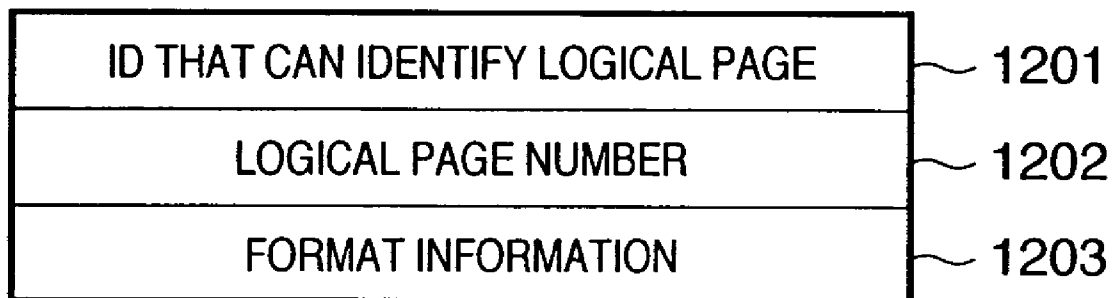 ID THAT CAN IDENTIFY LOGICAL PAGE 1201
LOGICAL PAGE NUMBER 1202
FORMAT INFORMATION 1203